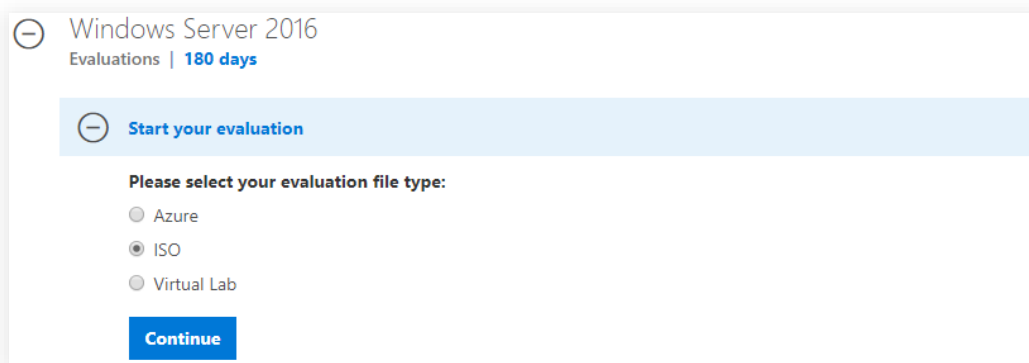 Windows Server 2016
Evaluations | 180 days
Start your evaluation
Please select your evaluation file type:
Azure
ISO
Virtual Lab
Continue